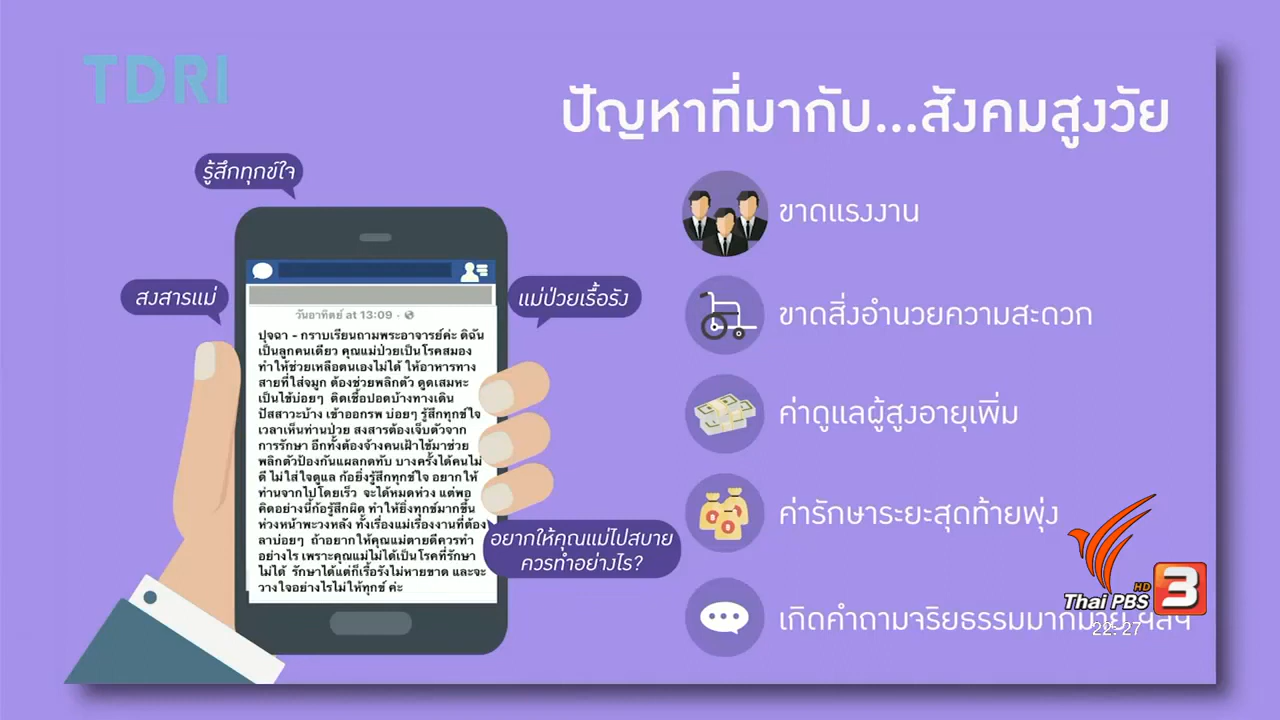 TDRI
ปัญหาที่มากับ...สังคมสูงวัย
รู้สึกทุกข์ใจ
สงสารแม่
แม่ป่วยเรื้อรัง
วันอาทิตย์ at 13:09 ·
ปุจฉา - กราบเรียนถามพระอาจารย์ค่ะ ดิฉัน
เป็นลูกคนเดียว คุณแม่ป่วยเป็นโรคสมอง
ทำให้ช่วยเหลือตนเองไม่ได้ ให้อาหารทาง
สายที่ใส่จมูก ต้องช่วยพลิกตัว ดูดเสมหะ
เป็นไข้บ่อยๆ ติดเชื้อปอดบ้างทางเดิน
ปัสสาวะบ้าง เข้าออกรพ บ่อยๆ รู้สึกทุกข์ใจ
เวลาเห็นท่านป่วย สงสารต้องเจ็บตัวจาก
การรักษา อีกทั้งต้องจ้างคนเฝ้าไข้มาช่วย
พลิกตัวป้องกันแผลกดทับ บางครั้งได้คนไม่
ดี ไม่ใส่ใจดูแล ก้อยิ่งรู้สึกทุกข์ใจ อยากให้
ท่านจากไปโดยเร็ว จะได้หมดห่วง แต่พอ
คิดอย่างนี้ก้อรู้สึกผิด ทำให้ยิ่งทุกข์มากขึ้น
ห่วงหน้าพะวงหลัง ทั้งเรื่องแม่เรื่องงานที่ต้อง
ลาบ่อยๆ ถ้าอยากให้คุณแม่ตายดีควรทำ
อย่างไร เพราะคุณแม่ไม่ได้เป็นโรคที่รักษา
ไม่ได้ รักษาได้แต่ก็เรื้อรังไม่หายขาด และจะ
วางใจอย่างไรไม่ให้ทุกข์ ค่ะ
อยากให้คุณแม่ไปสบาย
ควรทำอย่างไร?
ขาดแรงงาน
ขาดสิ่งอำนวยความสะดวก
ค่าดูแลผู้สูงอายุเพิ่ม
ค่ารักษาระยะสุดท้ายพุ่ง
เกิดคำถามจริยธรรมมากมาย ฯลฯ
HD
Thai PBS 3
22:27